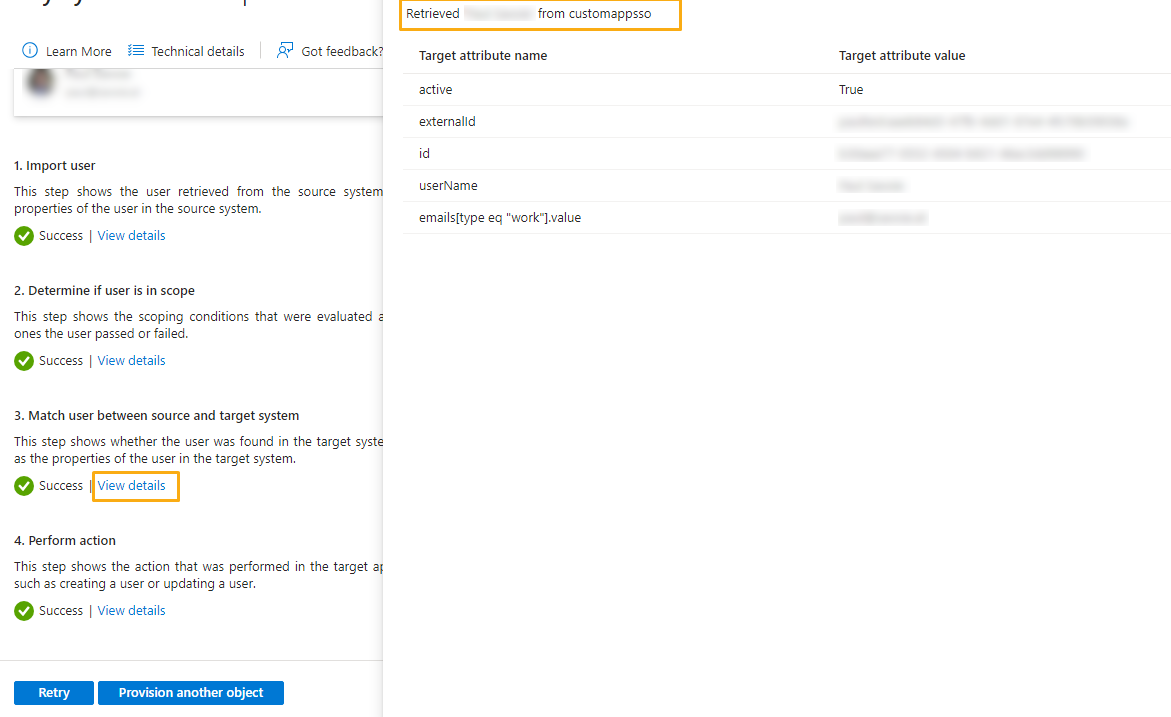 Learn More Technical details Got feedback?
1. Import user
This step shows the user retrieved from the source system
properties of the user in the source system.
Success | View details
2. Determine if user is in scope
This step shows the scoping conditions that were evaluated a
ones the user passed or failed.
Success | View details
3. Match user between source and target system
This step shows whether the user was found in the target syste
as the properties of the user in the target system.
Success | View details
4. Perform action
This step shows the action that was performed in the target ap
such as creating a user or updating a user.
Success | View details
Retry Provision another object
Retrieved from customappsso
Target attribute name Target attribute value
active True
externalId
id
userName
emails[type eq "work"].value